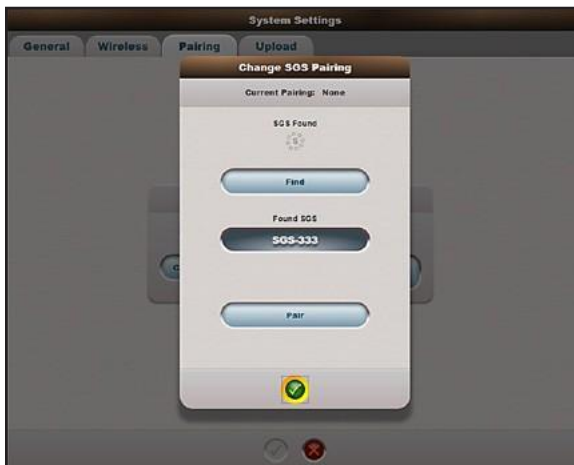 System Settings
General Wireless Pairing Upload
Change SGS Pairing
Current Pairing: None
SGS Found
Find
Found SGS
SGS-333
Pair